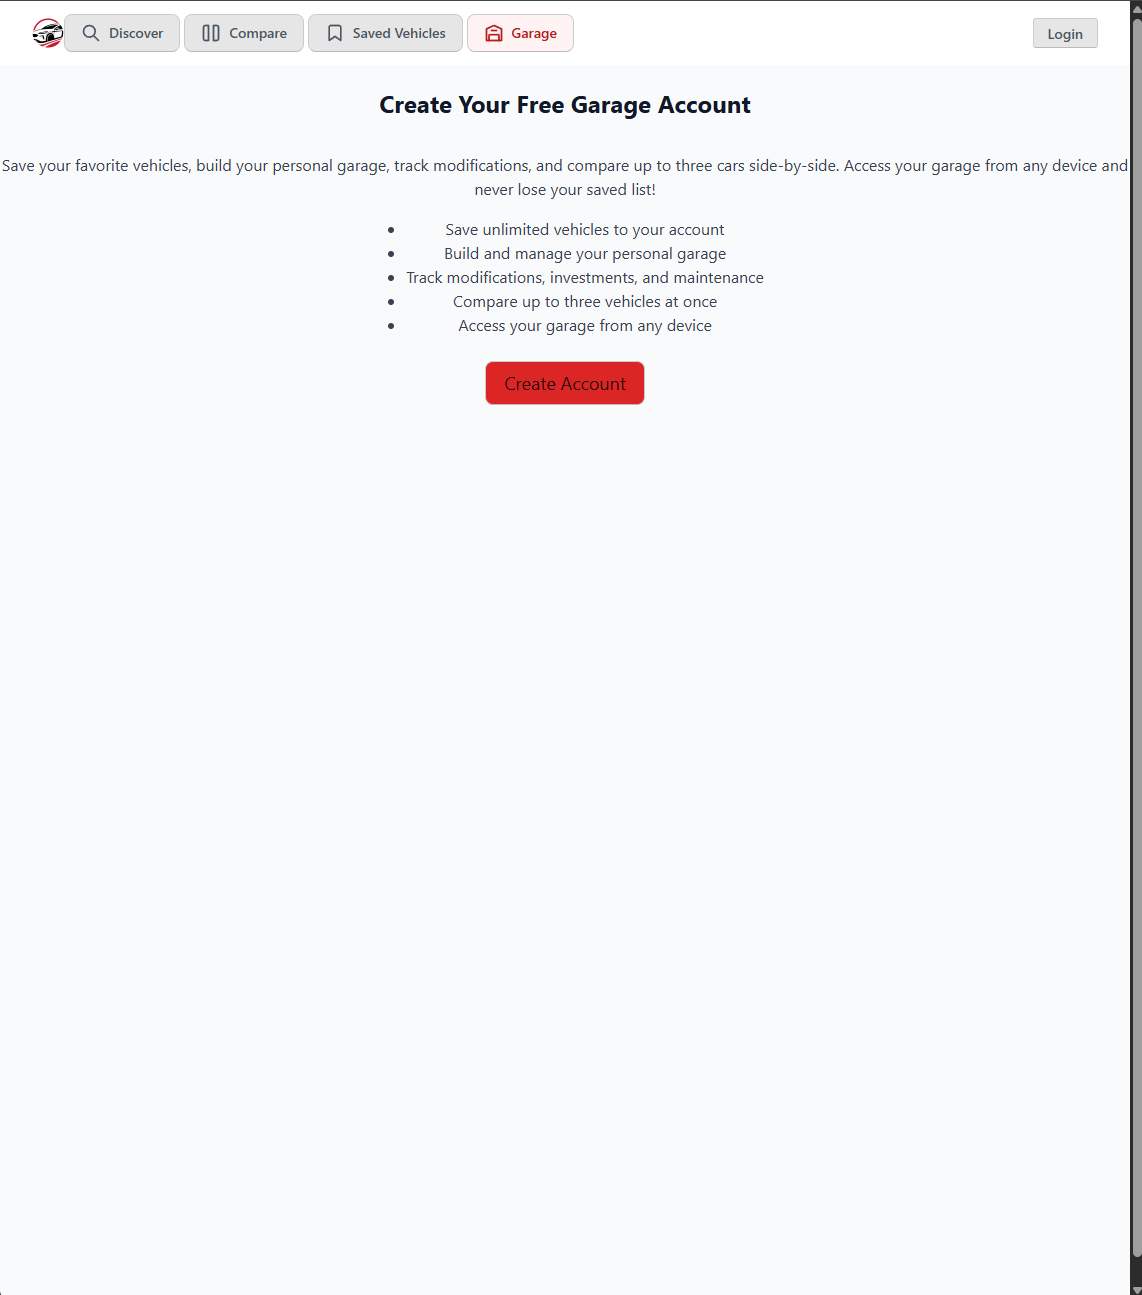 Discover
Compare
Saved Vehicles
Garage
Login
Create Your Free Garage Account
Save your favorite vehicles, build your personal garage, track modifications, and compare up to three cars side-by-side. Access your garage from any device and
never lose your saved list!
Save unlimited vehicles to your account
Build and manage your personal garage
Track modifications, investments, and maintenance
Compare up to three vehicles at once
Access your garage from any device
Create Account